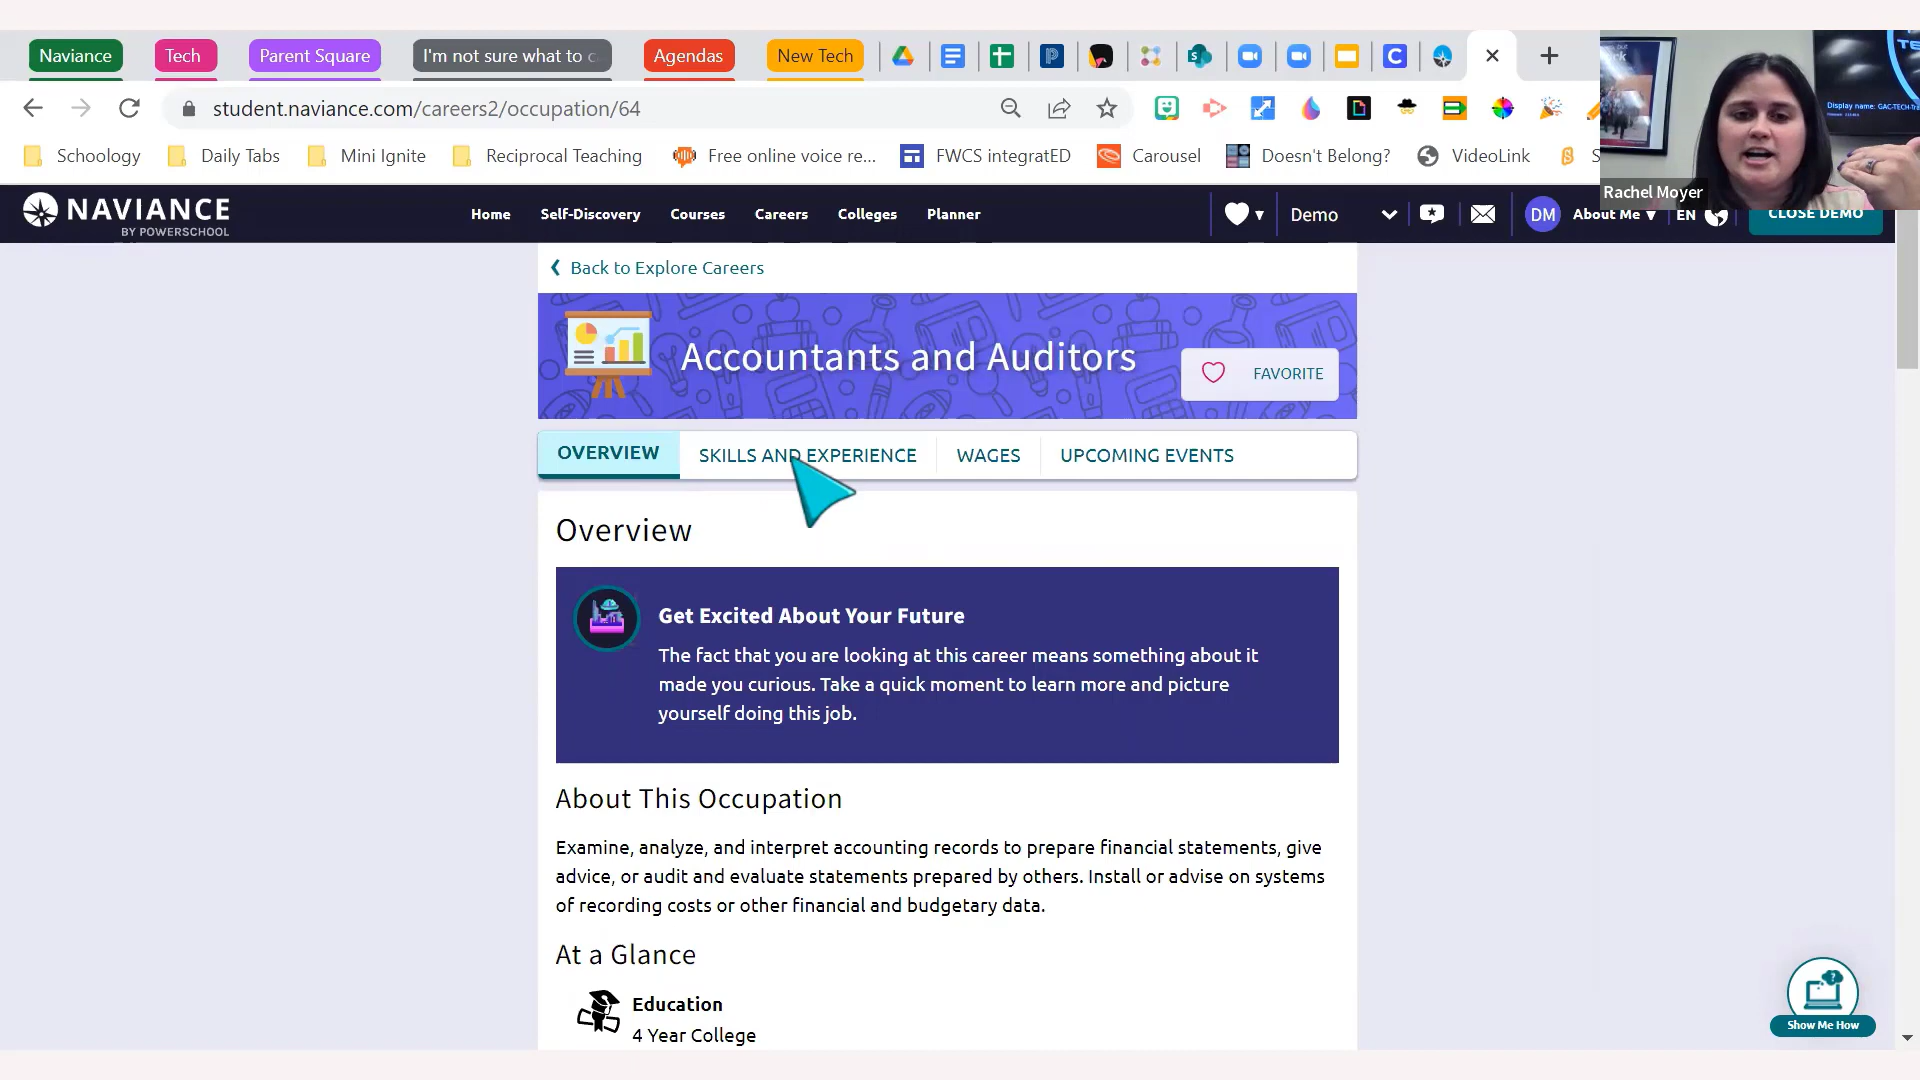 Naviance
Tech
Parent Square
I'm not sure what to c
Agendas
New Tech
student.naviance.com/careers2/occupation/64
Schoology
Daily Tabs
Mini Ignite
Reciprocal Teaching
Free online voice re...
FWCS integratED
Carousel
Doesn't Belong?
VideoLink
S
Display name: GAC-TECH-Tra
Rachel Moyer
NAVIANCE
BY POWERSCHOOL
Home
Self-Discovery
Courses
Careers
Colleges
Planner
Demo
DM
About Me
EN
CLOSE DEMO
Back to Explore Careers
Accountants and Auditors
FAVORITE
OVERVIEW
SKILLS AND EXPERIENCE
WAGES
UPCOMING EVENTS
Overview
Get Excited About Your Future
The fact that you are looking at this career means something about it
made you curious. Take a quick moment to learn more and picture
yourself doing this job.
About This Occupation
Examine, analyze, and interpret accounting records to prepare financial statements, give
advice, or audit and evaluate statements prepared by others. Install or advise on systems
of recording costs or other financial and budgetary data.
At a Glance
Education
4 Year College
Show Me How